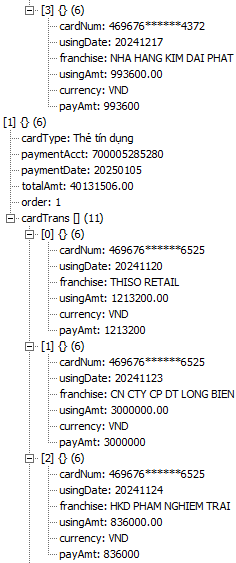 [3] {} (6)
cardNum: 469676******4372
usingDate: 20241217
franchise: NHA HANG KIM DAI PHAT
usingAmt: 993600.00
currency: VND
payAmt: 993600
[1] {} (6)
cardType: Thẻ tín dụng
paymentAcct: 700005285280
paymentDate: 20250105
totalAmt: 40131506.00
order: 1
cardTrans [] (11)
[0] {} (6)
cardNum: 469676******6525
usingDate: 20241120
franchise: THISO RETAIL
usingAmt: 1213200.00
currency: VND
payAmt: 1213200
[1] {} (6)
cardNum: 469676******6525
usingDate: 20241123
franchise: CN CTY CP DT LONG BIEN
usingAmt: 3000000.00
currency: VND
payAmt: 3000000
[2] {} (6)
cardNum: 469676******6525
usingDate: 20241124
franchise: HKD PHAM NGHIEM TRAI
usingAmt: 836000.00
currency: VND
payAmt: 836000